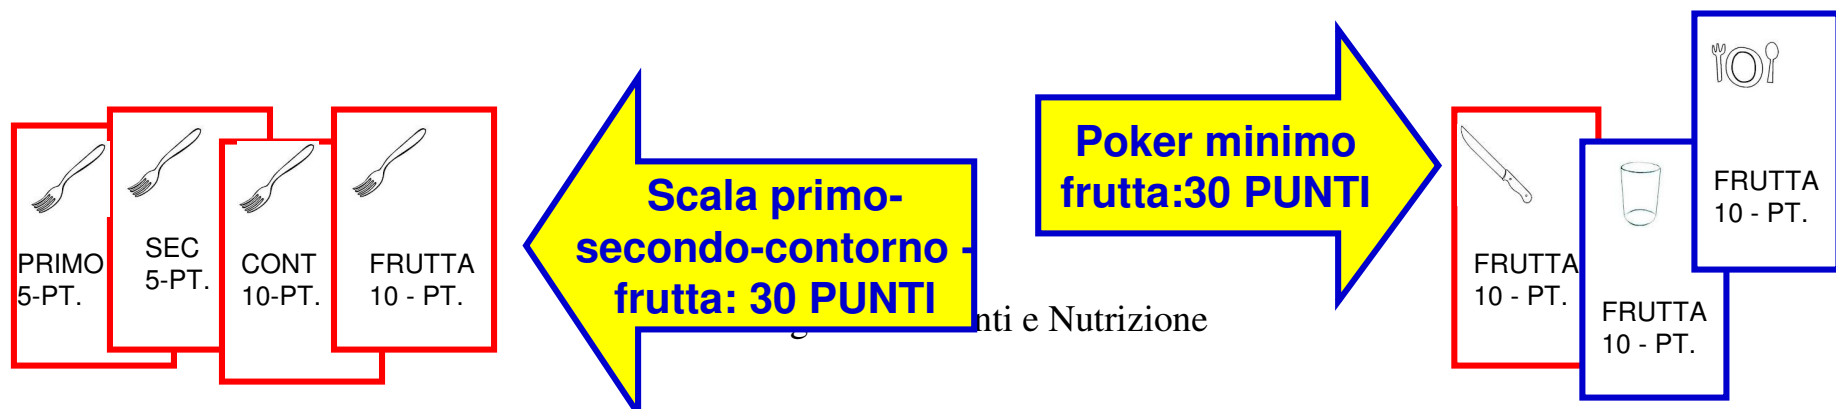 PRIMO
5-PT.
SEC
5-PT.
CONT
10-PT.
FRUTTA
10 - PT.
Scala primo-
secondo-contorno -
frutta: 30 PUNTI
Poker minimo
frutta:30 PUNTI
FRUTTA
10 - PT.
FRUTTA
10 - PT.
FRUTTA
10 - PT.
e Nutrizione